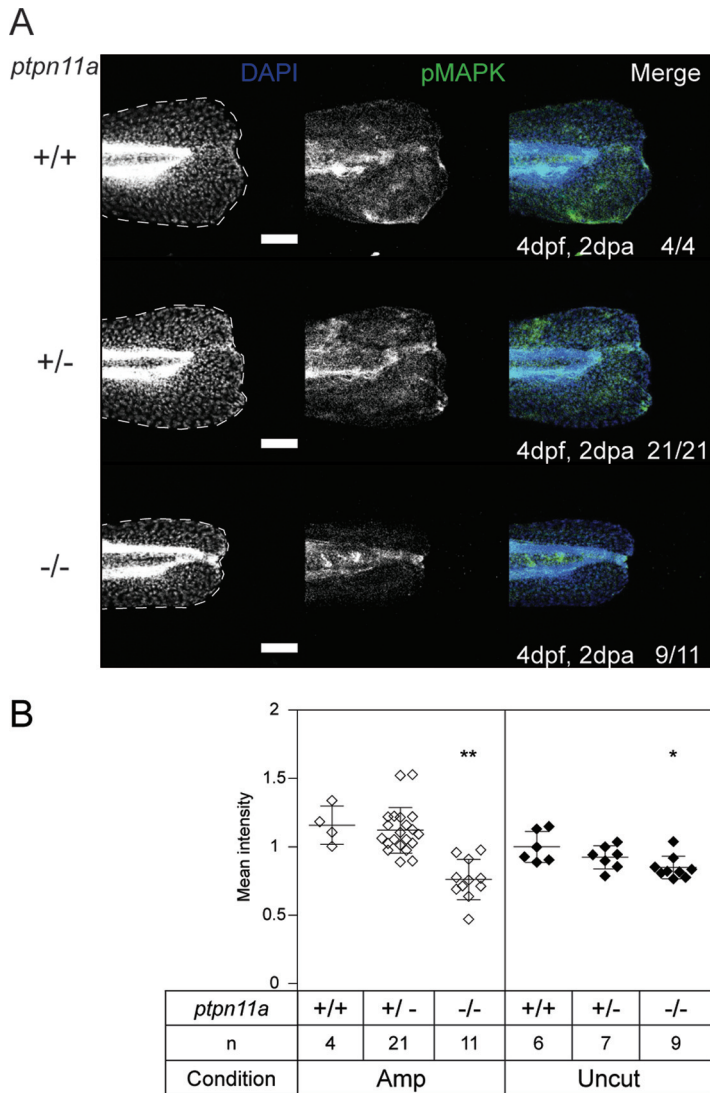 A
ptpn11a DAPI pMAPK Merge
+/+
4dpf, 2dpa 4/4
+/-
4dpf, 2dpa 21/21
-/-
4dpf, 2dpa 9/11
B
Mean intensity
2
1.5
1
0.5
0
** *
ptpn11a +/+ +/ - -/- +/+ +/- -/-
n 4 21 11 6 7 9
Condition Amp Uncut